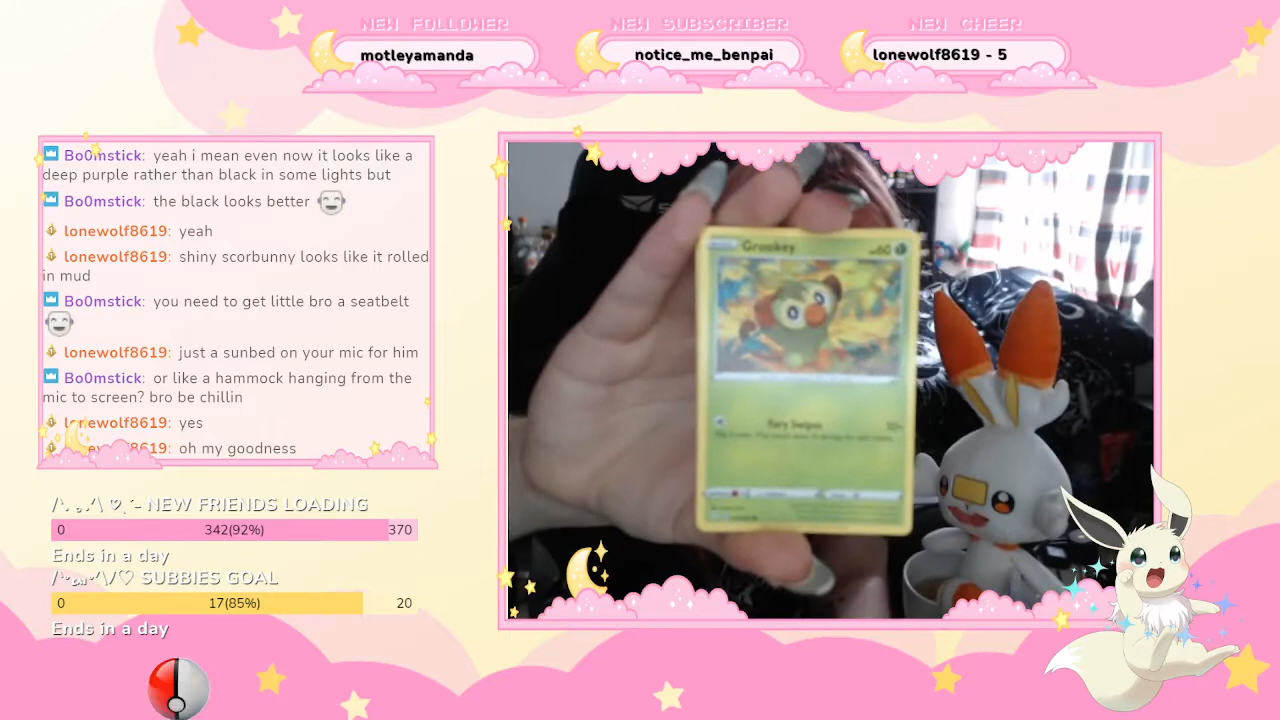 NEW FOLLOWER
NEW SUBSCRIBER
NEW CHEER
motleyamanda
notice_me_benpai
lonewolf8619 - 5
Bo0mstick: yeah i mean even now it looks like a
deep purple rather than black in some lights but
Bo0mstick: the black looks better
lonewolf8619: yeah
lonewolf8619: shiny scorbunny looks like it rolled
in mud
Bo0mstick: you need to get little bro a seatbelt
lonewolf8619: just a sunbed on your mic for him
Bo0mstick: or like a hammock hanging from the
mic to screen? bro be chillin
lonewolf8619: yes
lonewolf8619: oh my goodness
Grookey
60
Fury Swipes
NEW FRIENDS LOADING
0 342(92%) 370
Ends in a day
SUBBIES GOAL
0 17(85%) 20
Ends in a day